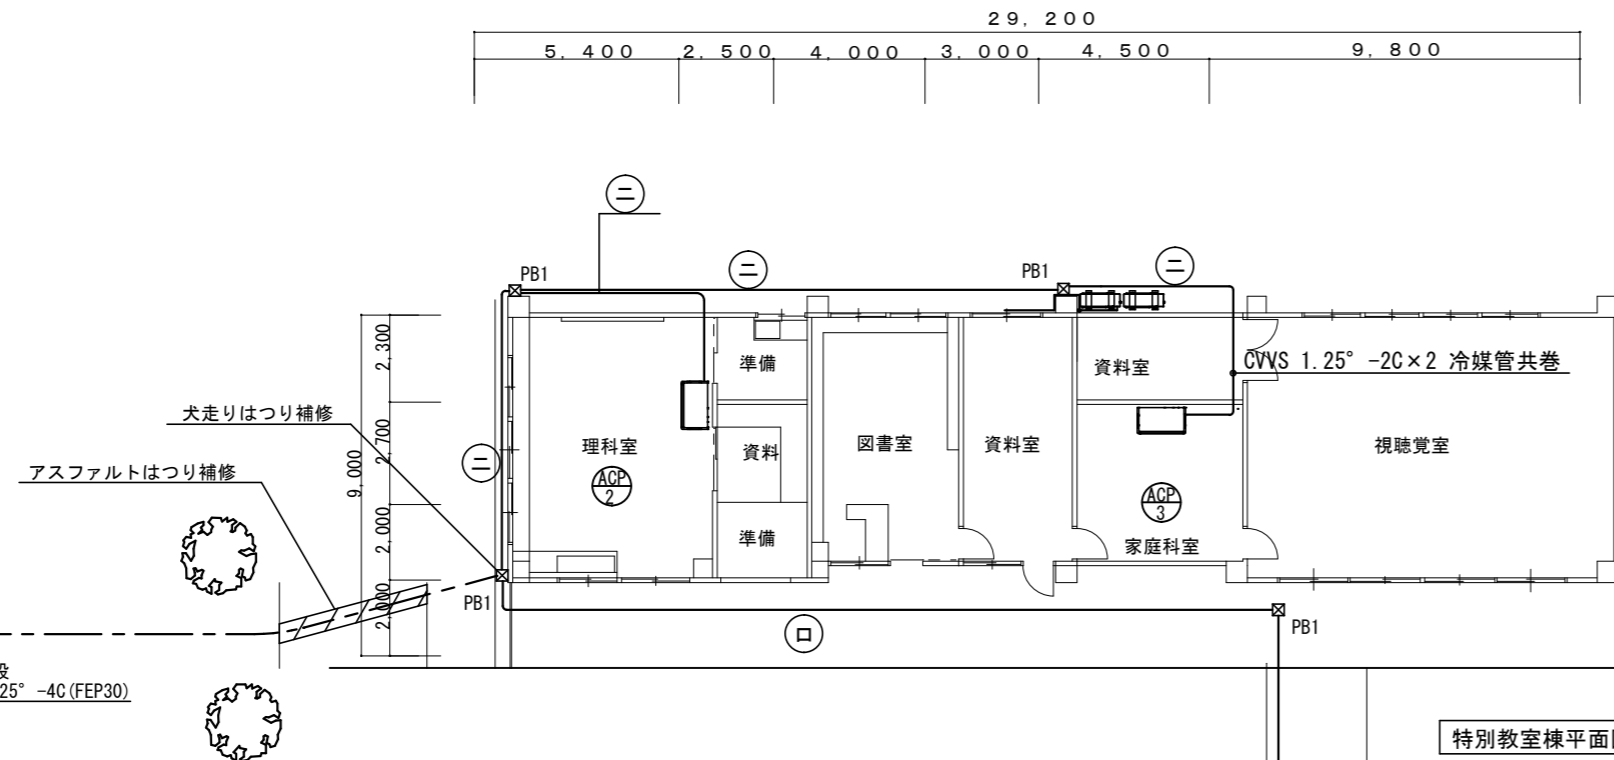 29,200
5,400 2,500 4,000 3,000 4,500 9,800
ニ
ニ
ニ
PB1
PB1
2,300
準備
資料室
CVVS 1.25° -2C×2 冷媒管共巻
犬走りはつり補修
2,700
9,000
ニ
理科室
資料
図書室
資料室
視聴覚室
アスファルトはつり補修
ACP
2
ACP
3
2,000
準備
家庭科室
2,000
PB1
ロ
PB1
25° -4C(FEP30)
特別教室棟平面